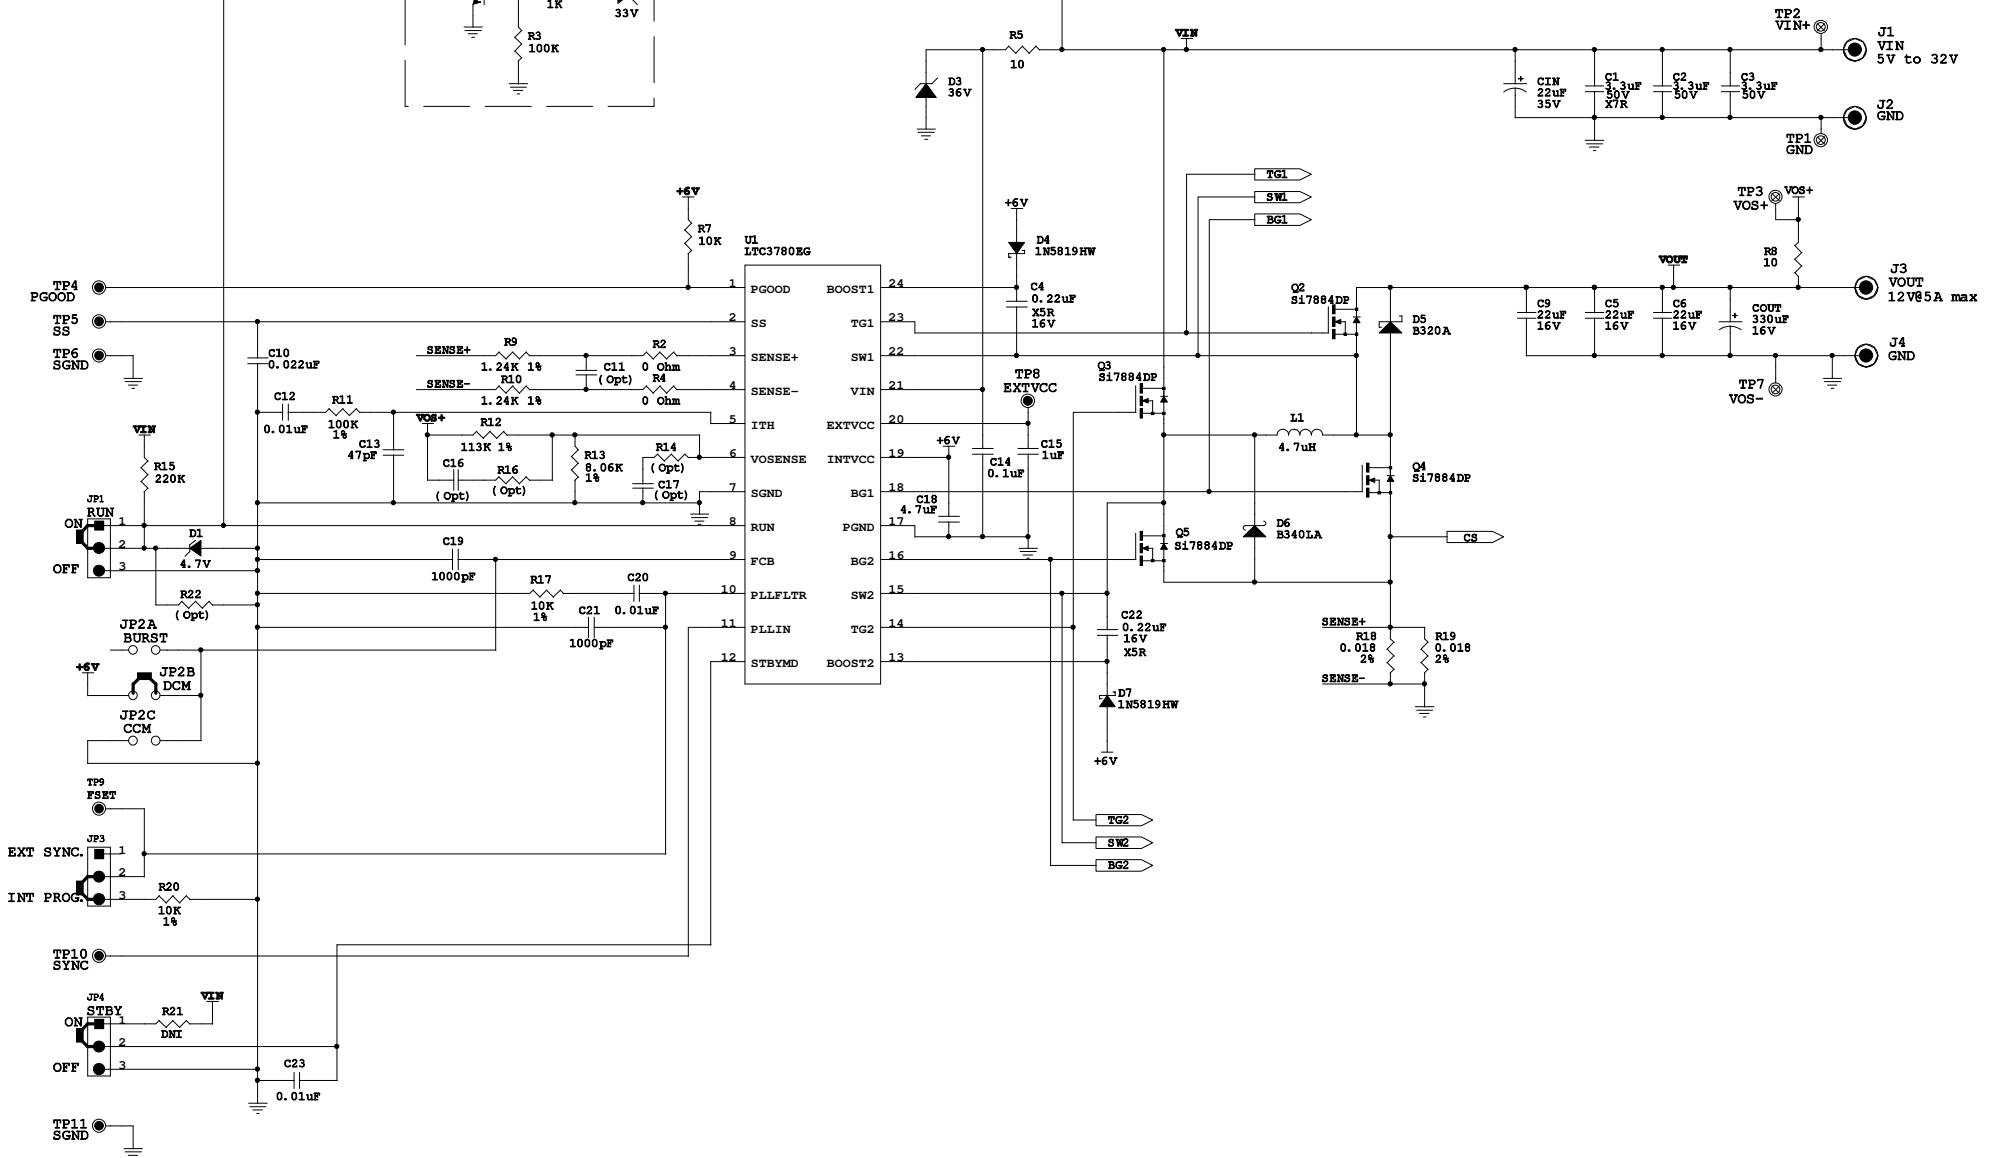 1K
33V
R3
100K
R5
10
VIN
TP2
VIN+
J1
VIN
5V to 32V
D3
36V
CIN
22uF
35V
C1
3.3uF
50V
X7R
C2
3.3uF
50V
C3
3.3uF
50V
J2
GND
TP1
GND
TG1
SW1
BG1
+6V
R7
10K
U1
LTC3780EG
+6V
D4
1N5819HW
C4
0.22uF
X5R
16V
TP3
VOS+
VOS+
R8
10
VOUT
J3
VOUT
12V@5A max
Q2
Si7884DP
D5
B320A
C9
22uF
16V
C5
22uF
16V
C6
22uF
16V
COUT
330uF
16V
J4
GND
TP7
VOS-
TP4
PGOOD
TP5
SS
TP6
SGND
1 PGOOD
2 SS
3 SENSE+
4 SENSE-
5 ITH
6 VOSENSE
7 SGND
8 RUN
9 FCB
10 PLLFLTR
11 PLLIN
12 STBYMD
BOOST1 24
TG1 23
SW1 22
VIN 21
EXTVCC 20
INTVCC 19
BG1 18
PGND 17
BG2 16
SW2 15
TG2 14
BOOST2 13
C10
0.022uF
SENSE+
R9
1.24K 1%
C11
(Opt)
R2
0 Ohm
SENSE-
R10
1.24K 1%
R4
0 Ohm
C12
0.01uF
R11
100K
1%
C13
47pF
VOS+
R12
113K 1%
C16
(Opt)
R16
(Opt)
R13
8.06K
1%
R14
(Opt)
C17
(Opt)
TP8
EXTVCC
Q3
Si7884DP
+6V
C14
0.1uF
C15
1uF
C18
4.7uF
L1
4.7uH
Q4
Si7884DP
Q5
Si7884DP
D6
B340LA
CS
VIN
R15
220K
JP1
RUN
ON
OFF
1
2
3
D1
4.7V
R22
(Opt)
C19
1000pF
R17
10K
1%
C20
0.01uF
C21
1000pF
C22
0.22uF
16V
X5R
D7
1N5819HW
+6V
SENSE+
R18
0.018
2%
R19
0.018
2%
SENSE-
JP2A
BURST
+6V
JP2B
DCM
JP2C
CCM
TG2
SW2
BG2
TP9
FSET
JP3
EXT SYNC.
INT PROG.
1
2
3
R20
10K
1%
TP10
SYNC
JP4
STBY
ON
OFF
1
2
3
R21
DNI
VIN
C23
0.01uF
TP11
SGND